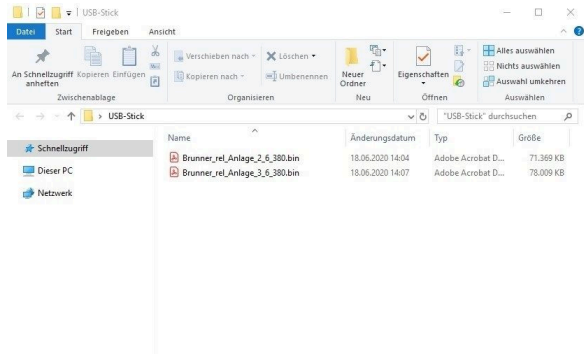 USB-Stick
Datei Start Freigeben Ansicht
An Schnellzugriff anheften
Kopieren
Einfügen
Verschieben nach
Kopieren nach
Löschen
Umbenennen
Neuer Ordner
Eigenschaften
Alles auswählen
Nichts auswählen
Auswahl umkehren
Zwischenablage Organisieren Neu Öffnen Auswählen
USB-Stick
"USB-Stick" durchsuchen
Schnellzugriff
Dieser PC
Netzwerk
Name Änderungsdatum Typ Größe
Brunner_rel_Anlage_2_6_380.bin 18.06.2020 14:04 Adobe Acrobat D... 71.369 KB
Brunner_rel_Anlage_3_6_380.bin 18.06.2020 14:07 Adobe Acrobat D... 78.009 KB